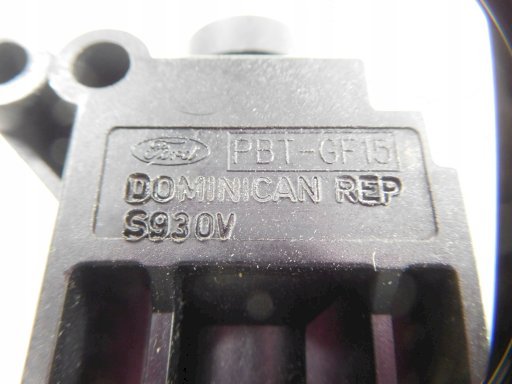 Ford PBT-GF15
DOMINICAN REP
S930V